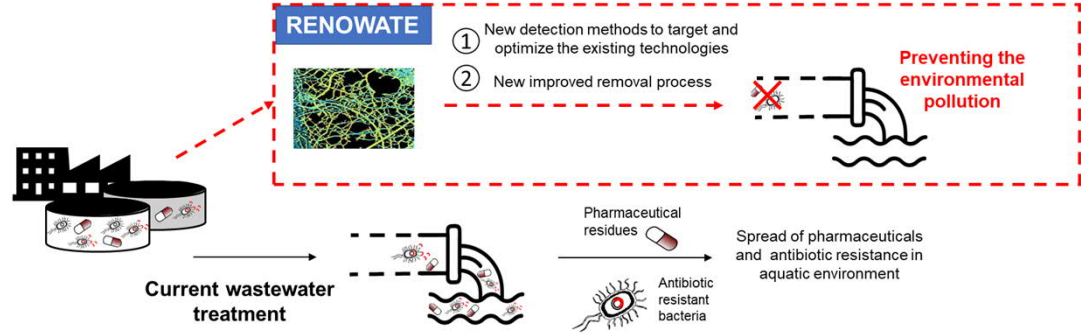 RENOWATE
① New detection methods to target and
optimize the existing technologies
② New improved removal process
Preventing the
environmental
pollution
Current wastewater
treatment
Pharmaceutical
residues
Antibiotic
resistant
bacteria
Spread of pharmaceuticals
and antibiotic resistance in
aquatic environment